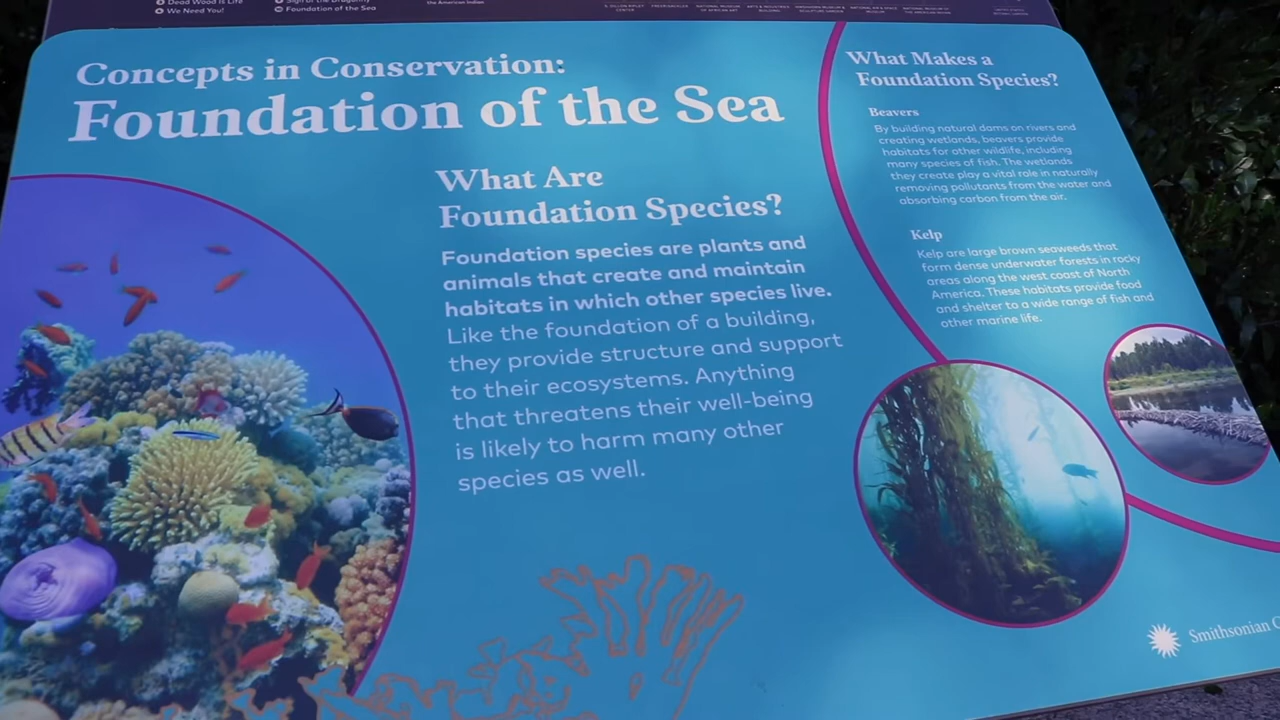 Dead Wood is Life
We Need You!
Foundation of the Sea
the American Indian
Concepts in Conservation:
Foundation of the Sea
What Are
Foundation Species?
Foundation species are plants and
animals that create and maintain
habitats in which other species live.
Like the foundation of a building,
they provide structure and support
to their ecosystems. Anything
that threatens their well-being
is likely to harm many other
species as well.
What Makes a
Foundation Species?
Beavers
By building natural dams on rivers and
creating wetlands, beavers provide
habitats for other wildlife, including
many species of fish. The wetlands
they create play a vital role in naturally
removing pollutants from the water and
absorbing carbon from the air.
Kelp
Kelp are large brown seaweeds that
form dense underwater forests in rocky
areas along the west coast of North
America. These habitats provide food
and shelter to a wide range of fish and
other marine life.
Smithsonian